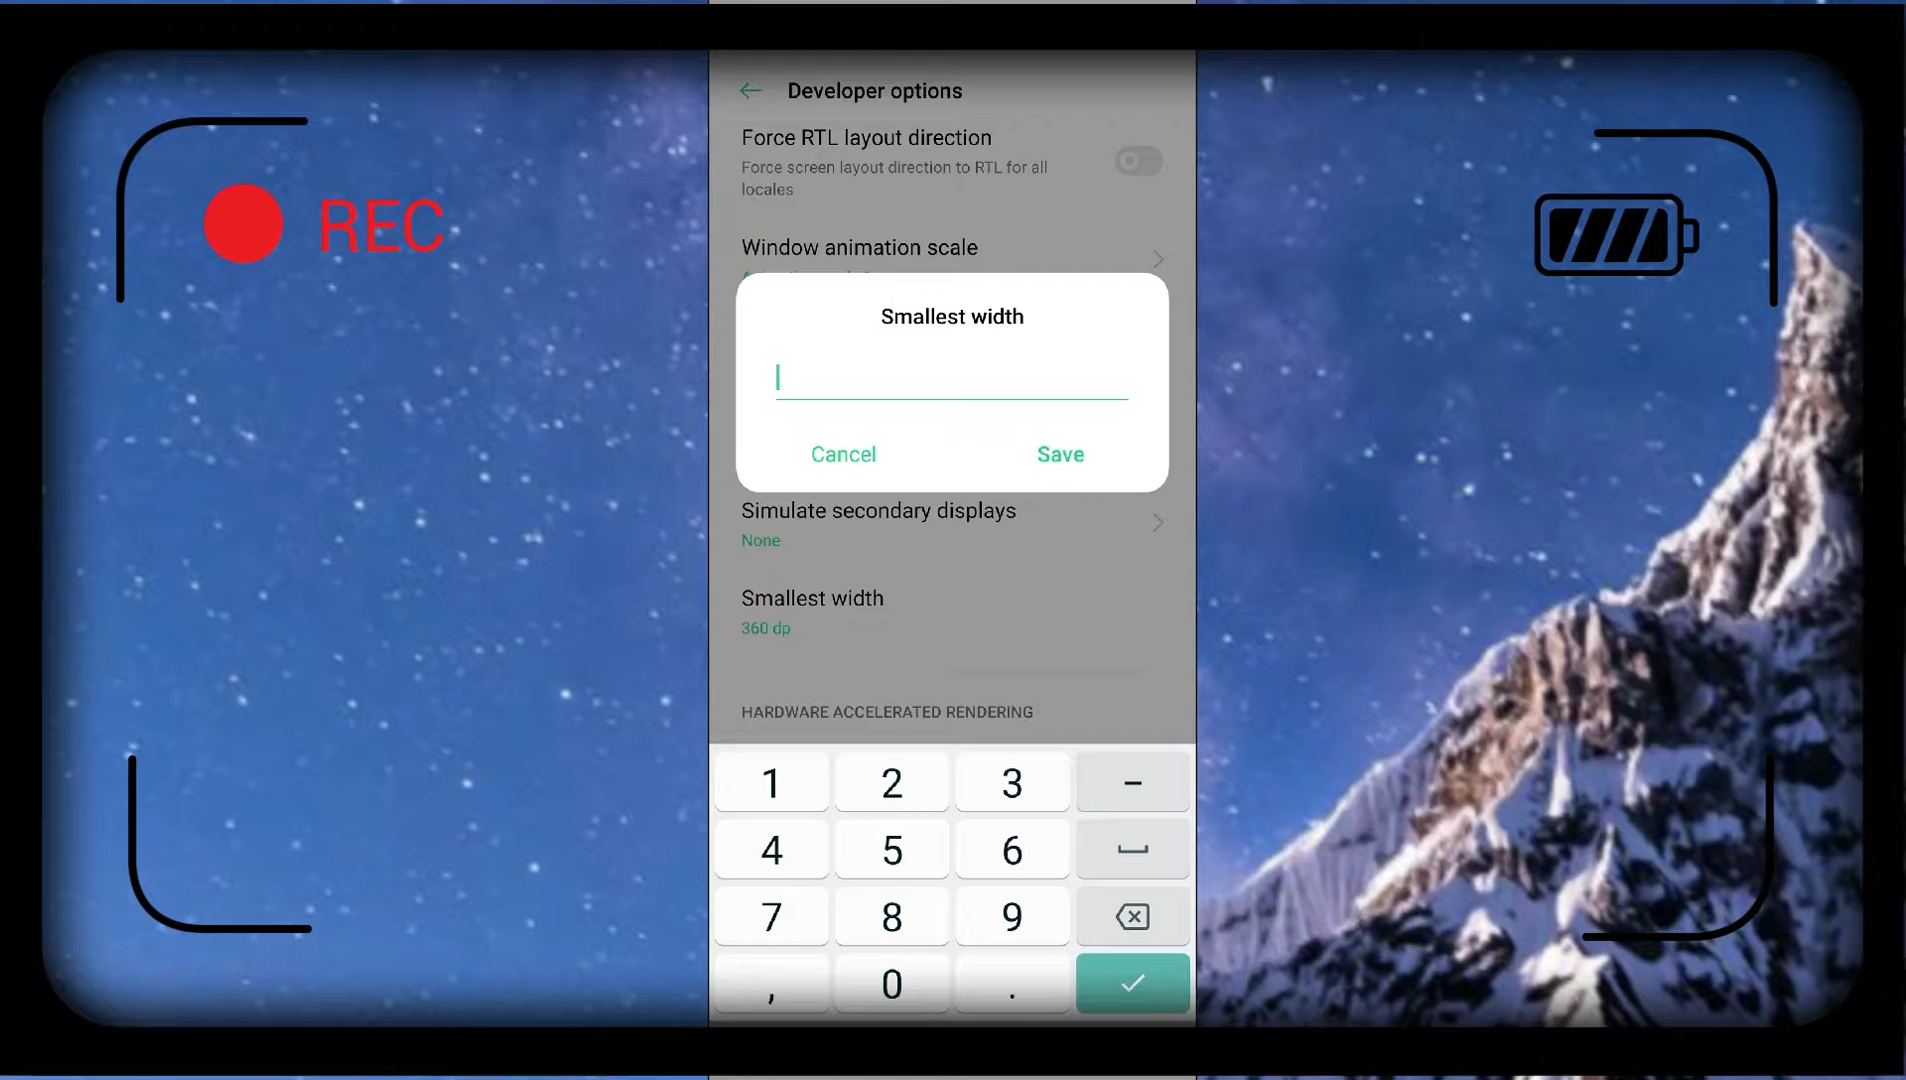 Developer options
Force RTL layout direction
Force screen layout direction to RTL for all
locales
REC
Window animation scale
Smallest width
Cancel
Save
Simulate secondary displays
None
Smallest width
360 dp
HARDWARE ACCELERATED RENDERING
1 2 3 -
4 5 6
7 8 9
, 0 .